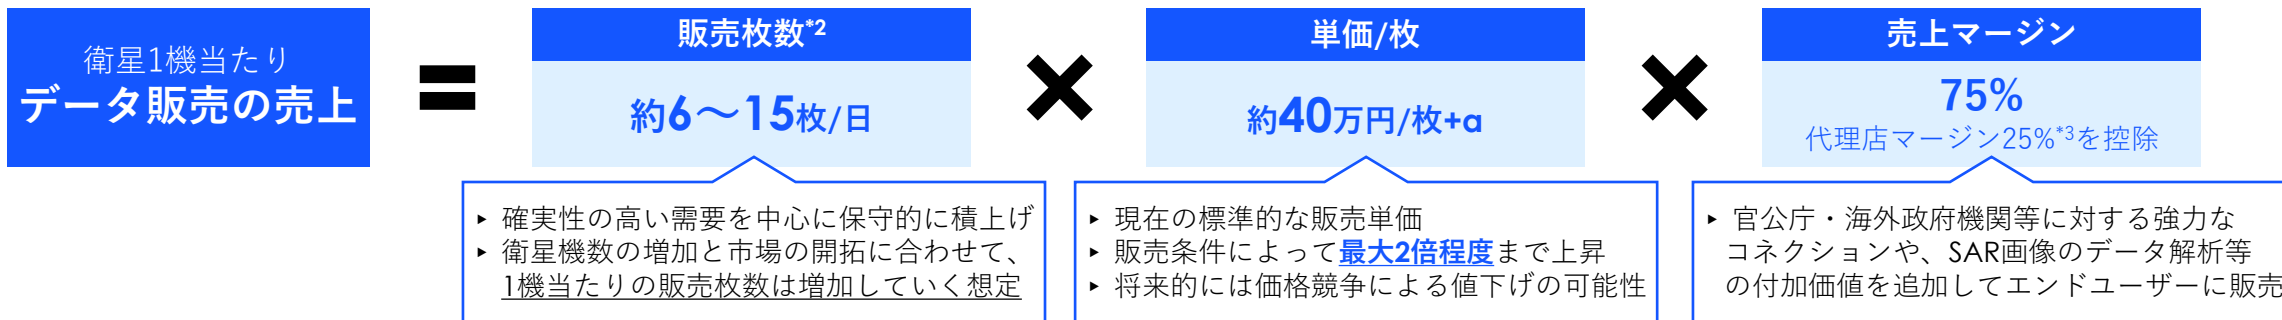 衛星1機当たり
データ販売の売上
=
販売枚数*2
約6〜15枚/日
×
単価/枚
約40万円/枚+α
×
売上マージン
75%
代理店マージン25%*3を控除
▸ 確実性の高い需要を中心に保守的に積上げ
▸ 衛星機数の増加と市場の開拓に合わせて、
1機当たりの販売枚数は増加していく想定
▸ 現在の標準的な販売単価
▸ 販売条件によって最大2倍程度まで上昇
▸ 将来的には価格競争による値下げの可能性
▸ 官公庁・海外政府機関等に対する強力な
コネクションや、SAR画像のデータ解析等
の付加価値を追加してエンドユーザーに販売